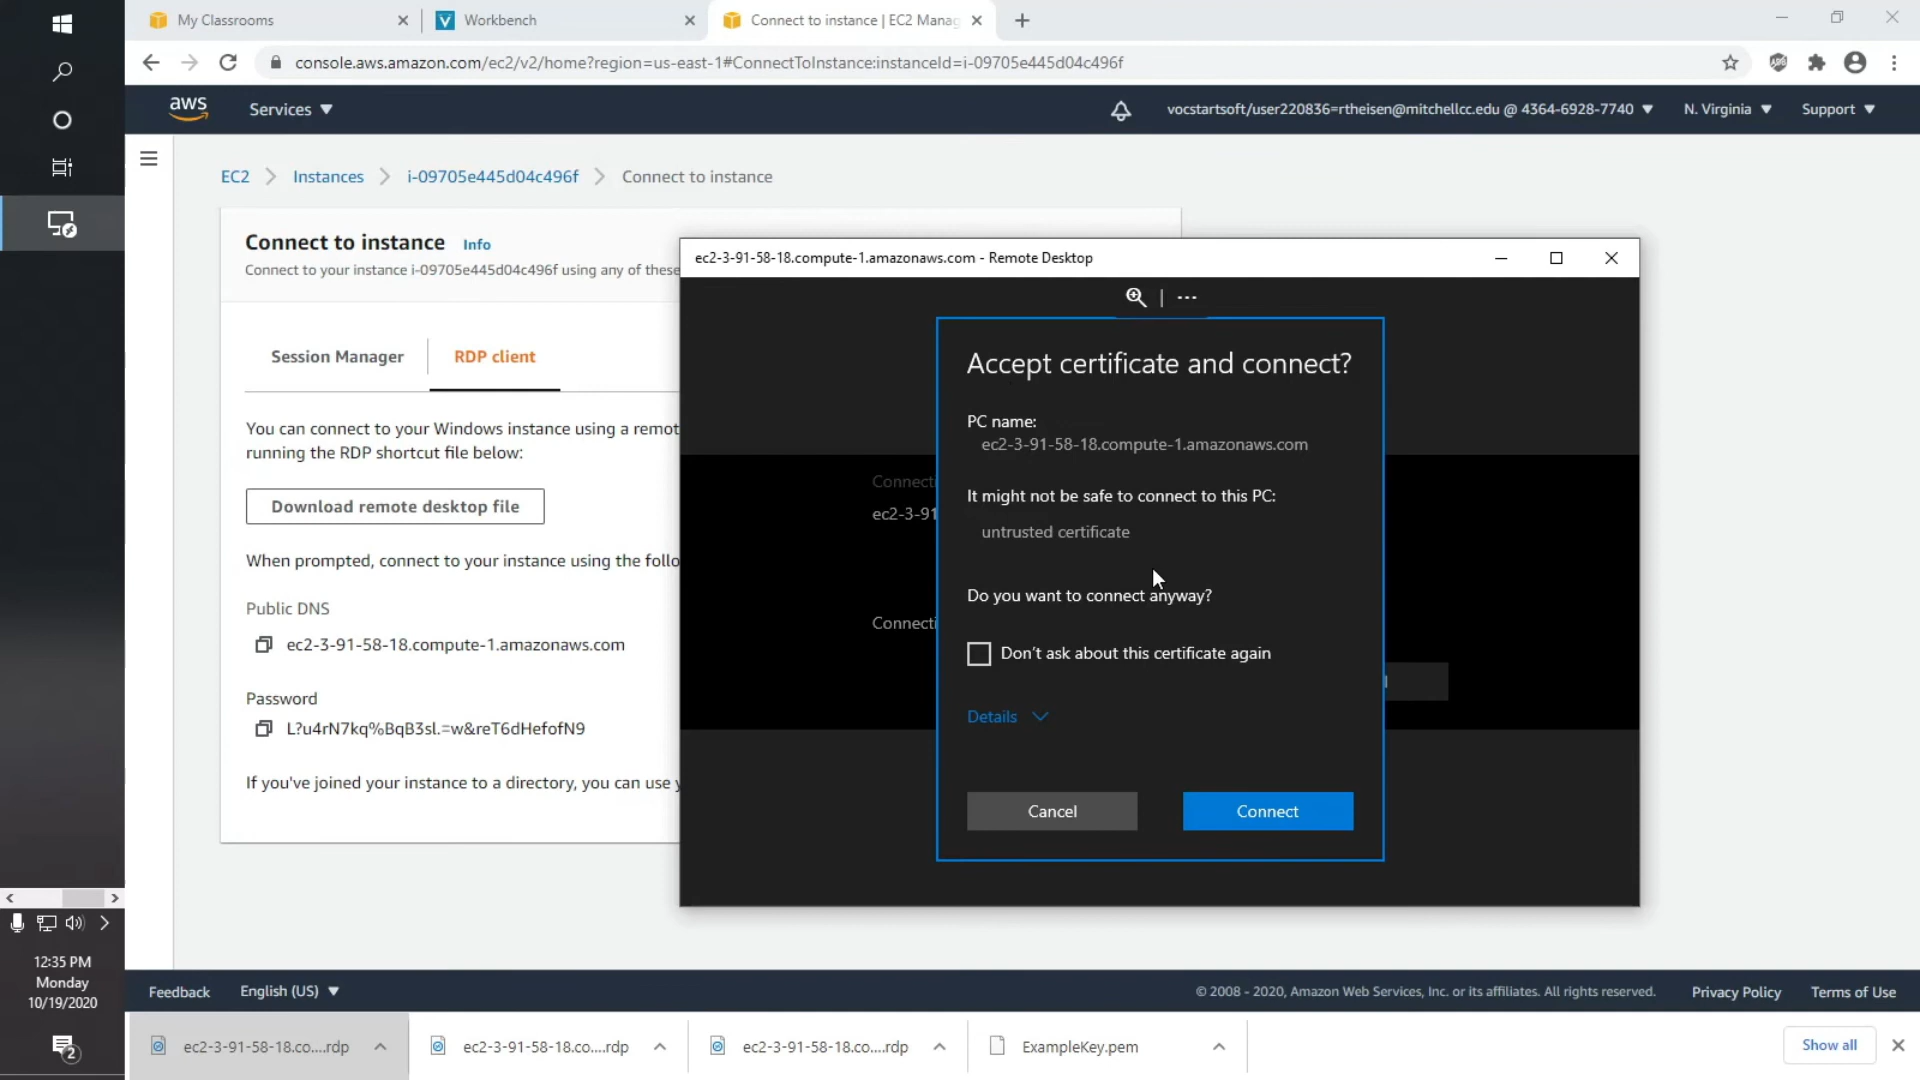 My Classrooms
Workbench
Connect to instance | EC2 Manag
console.aws.amazon.com/ec2/v2/home?region=us-east-1#ConnectToInstance:instanceId=i-09705e445d04c496f
aws
Services
vocstartsoft/user220836=rtheisen@mitchellcc.edu @ 4364-6928-7740
N. Virginia
Support
EC2
Instances
i-09705e445d04c496f
Connect to instance
Connect to instance
Info
Connect to your instance i-09705e445d04c496f using any of these
Session Manager
RDP client
You can connect to your Windows instance using a remot
running the RDP shortcut file below:
Download remote desktop file
When prompted, connect to your instance using the follo
Public DNS
ec2-3-91-58-18.compute-1.amazonaws.com
Password
L?u4rN7kq%BqB3sl.=w&reT6dHefofN9
If you've joined your instance to a directory, you can use y
ec2-3-91-58-18.compute-1.amazonaws.com - Remote Desktop
Connecti
ec2-3-91
Connecti
Accept certificate and connect?
PC name:
ec2-3-91-58-18.compute-1.amazonaws.com
It might not be safe to connect to this PC:
untrusted certificate
Do you want to connect anyway?
Don't ask about this certificate again
Details
Cancel
Connect
12:35 PM
Monday
10/19/2020
2
Feedback
English (US)
© 2008 - 2020, Amazon Web Services, Inc. or its affiliates. All rights reserved.
Privacy Policy
Terms of Use
ec2-3-91-58-18.co....rdp
ec2-3-91-58-18.co....rdp
ec2-3-91-58-18.co....rdp
ExampleKey.pem
Show all